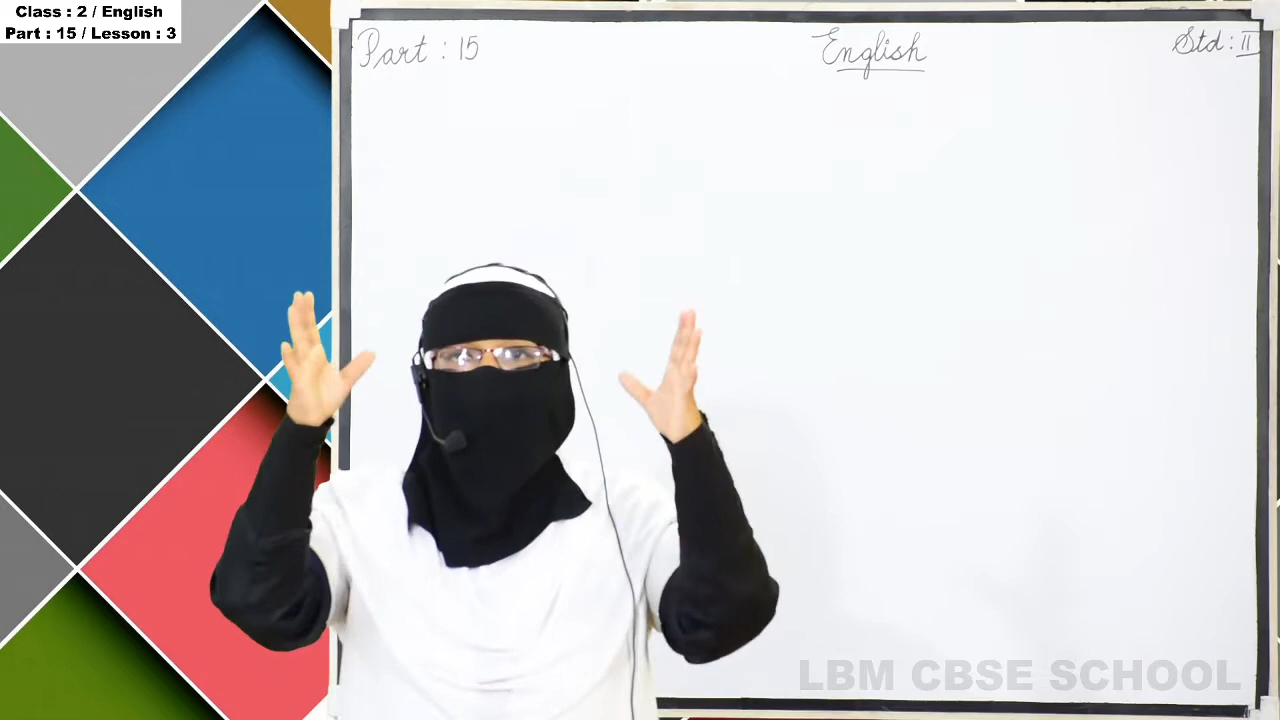 Class : 2 / English
Part : 15 / Lesson : 3
Part : 15
English
Std : II
LBM CBSE SCHOOL